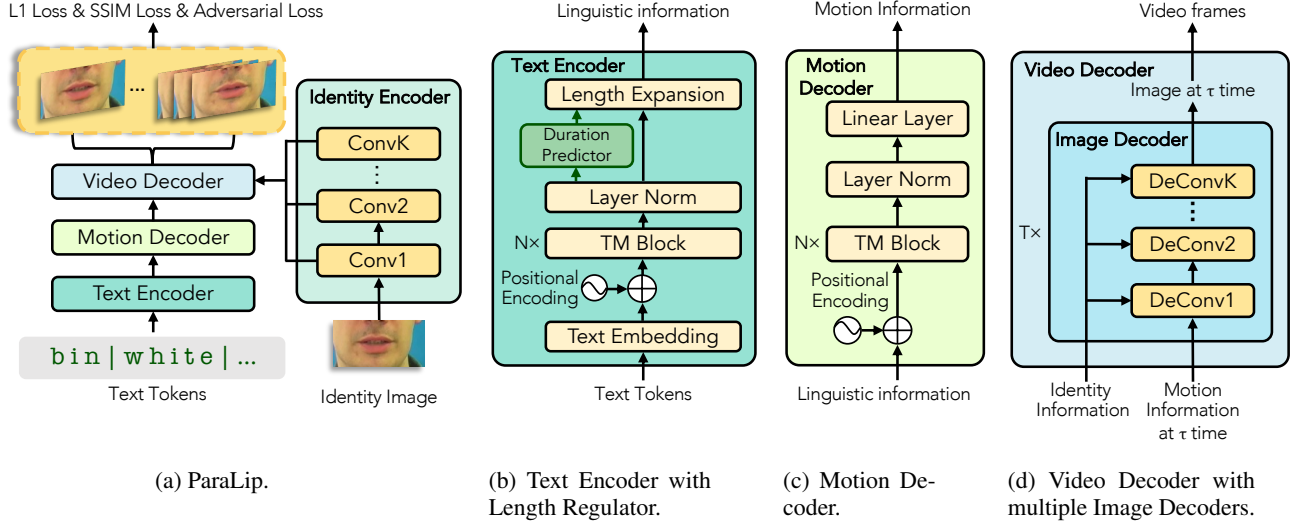 L1 Loss & SSIM Loss & Adversarial Loss
...
Identity Encoder
ConvK
Conv2
Conv1
Video Decoder
Motion Decoder
Text Encoder
bin|white|...
Text Tokens
Identity Image
(a) ParaLip.
Linguistic information
Text Encoder
Length Expansion
Duration
Predictor
Layer Norm
N×
TM Block
Positional
Encoding
Text Embedding
Text Tokens
(b) Text Encoder with
Length Regulator.
Motion Information
Motion
Decoder
Linear Layer
Layer Norm
N×
TM Block
Positional
Encoding
Linguistic information
(c) Motion De-
coder.
Video frames
Video Decoder
Image at τ time
Image Decoder
DeConvK
T×
DeConv2
DeConv1
Identity
Information
Motion
Information
at τ time
(d) Video Decoder with
multiple Image Decoders.